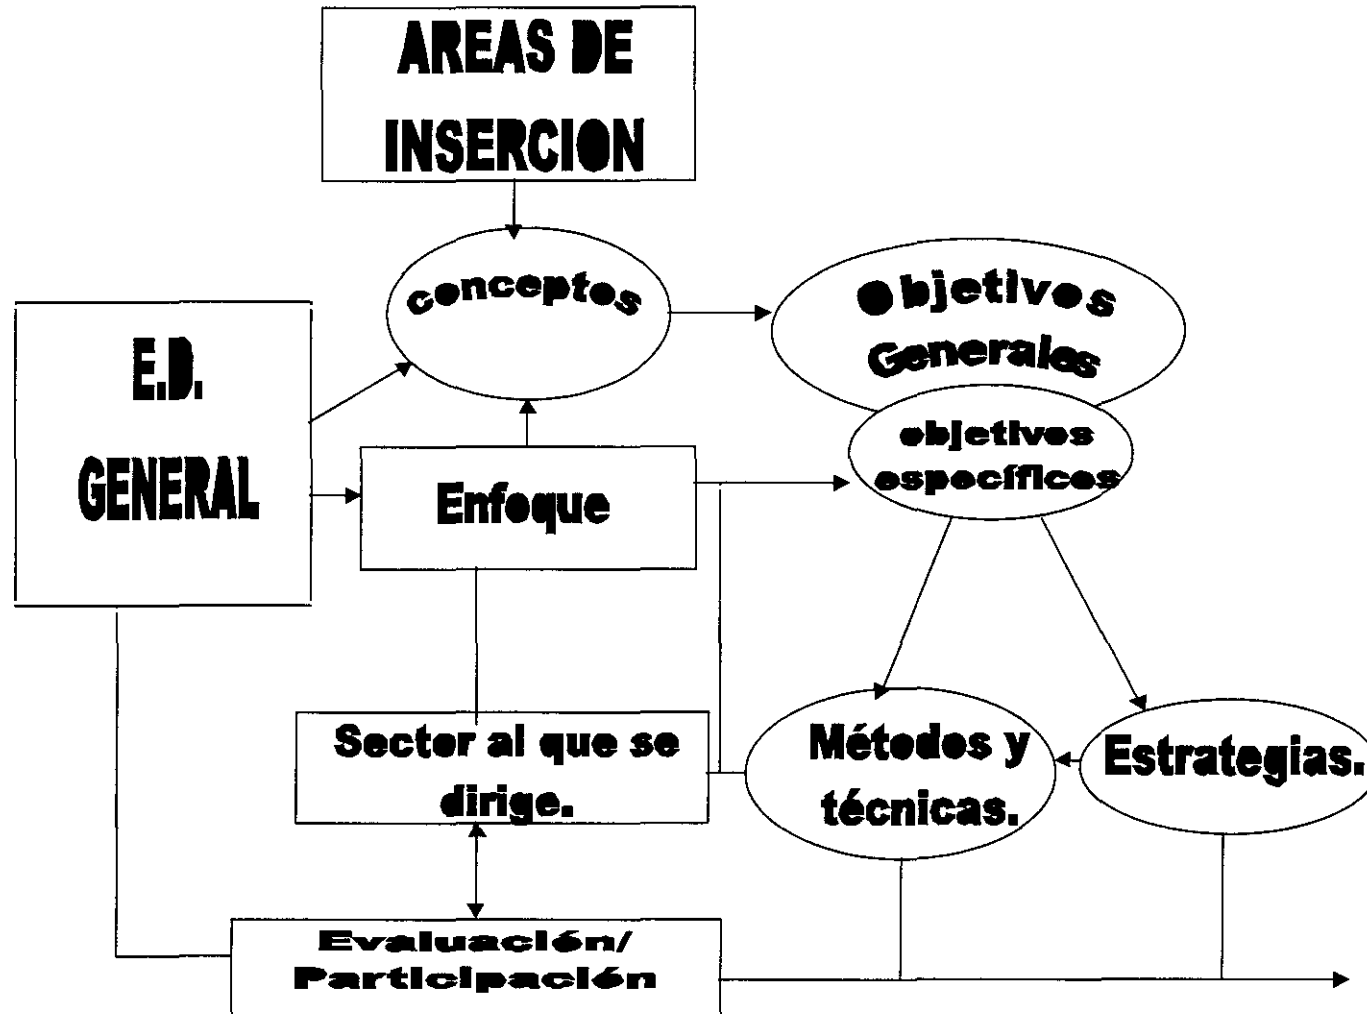 AREAS DE
INSERCION
conceptos
Objetivos
Generales
E.D.
GENERAL
objetivos
específicos
Enfoque
Sector al que se
dirige.
Métodos y
técnicas.
Estrategias.
Evaluación/
Participación